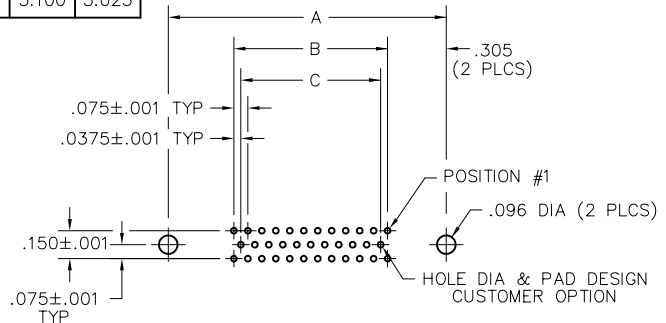 3.100 3.025
A
B
.305
(2 PLCS)
C
.075±.001 TYP
.0375±.001 TYP
POSITION #1
.096 DIA (2 PLCS)
.150±.001
HOLE DIA & PAD DESIGN
CUSTOMER OPTION
.075±.001
TYP